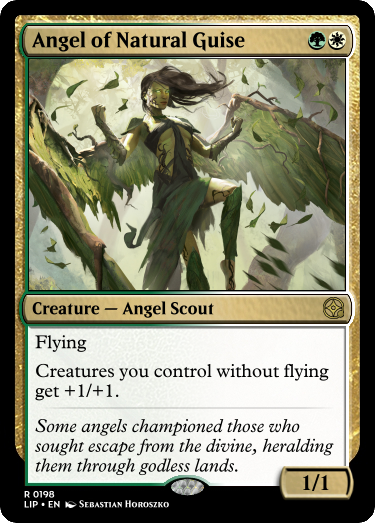 Angel of Natural Guise
Creature — Angel Scout
Flying
Creatures you control without flying
get +1/+1.
Some angels championed those who
sought escape from the divine, heralding
them through godless lands.
1/1
R 0198
LIP • EN Sebastian Horoszko